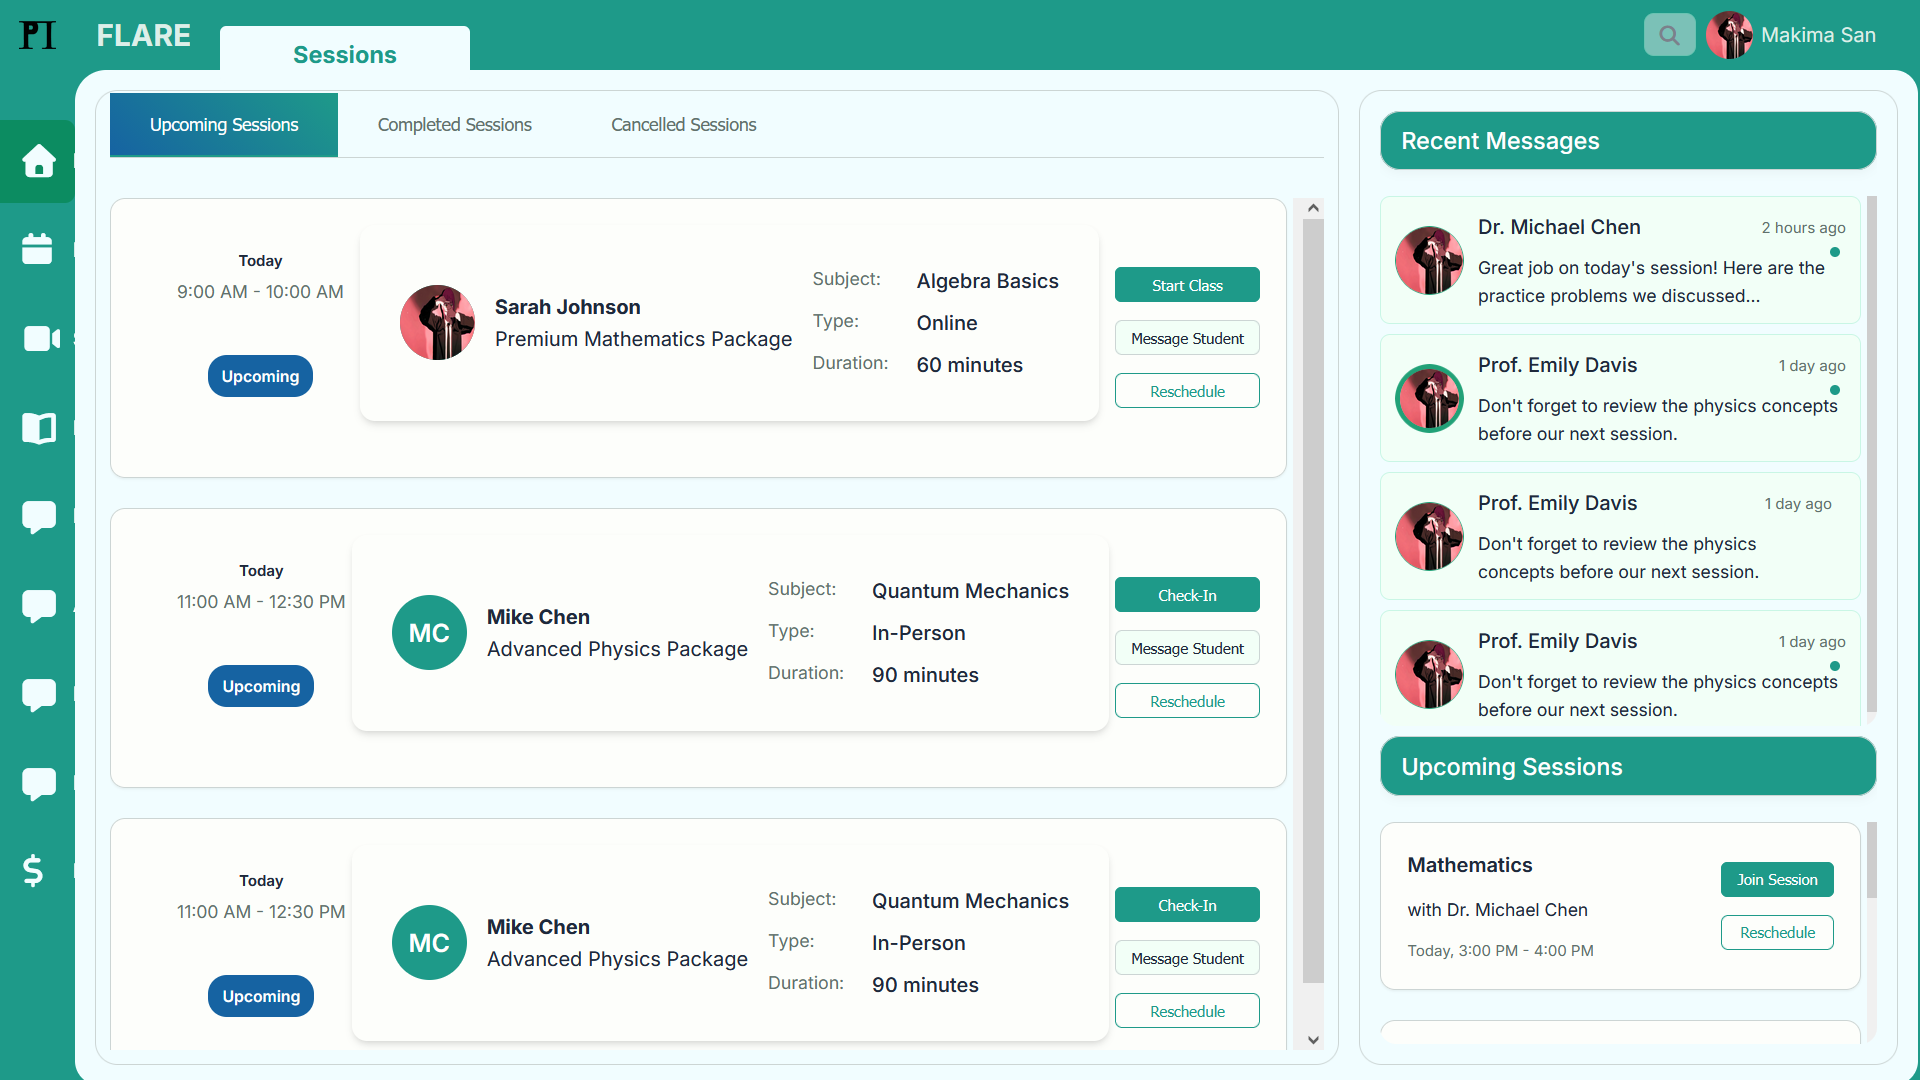 PI
FLARE
Sessions
Makima San
Upcoming Sessions
Completed Sessions
Cancelled Sessions
Today
9:00 AM - 10:00 AM
Upcoming
Sarah Johnson
Premium Mathematics Package
Subject: Algebra Basics
Type: Online
Duration: 60 minutes
Start Class
Message Student
Reschedule
Today
11:00 AM - 12:30 PM
Upcoming
MC
Mike Chen
Advanced Physics Package
Subject: Quantum Mechanics
Type: In-Person
Duration: 90 minutes
Check-In
Message Student
Reschedule
Today
11:00 AM - 12:30 PM
Upcoming
MC
Mike Chen
Advanced Physics Package
Subject: Quantum Mechanics
Type: In-Person
Duration: 90 minutes
Check-In
Message Student
Reschedule
Recent Messages
Dr. Michael Chen
2 hours ago
Great job on today's session! Here are the
practice problems we discussed...
Prof. Emily Davis
1 day ago
Don't forget to review the physics concepts
before our next session.
Prof. Emily Davis
1 day ago
Don't forget to review the physics
concepts before our next session.
Prof. Emily Davis
1 day ago
Don't forget to review the physics concepts
before our next session.
Upcoming Sessions
Mathematics
with Dr. Michael Chen
Today, 3:00 PM - 4:00 PM
Join Session
Reschedule